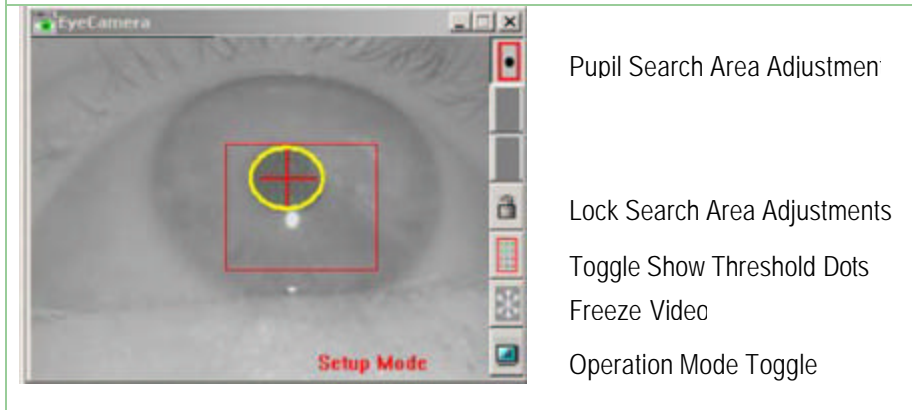 EyeCamera
Pupil Search Area Adjustment
Lock Search Area Adjustments
Toggle Show Threshold Dots
Freeze Video
Operation Mode Toggle
Setup Mode